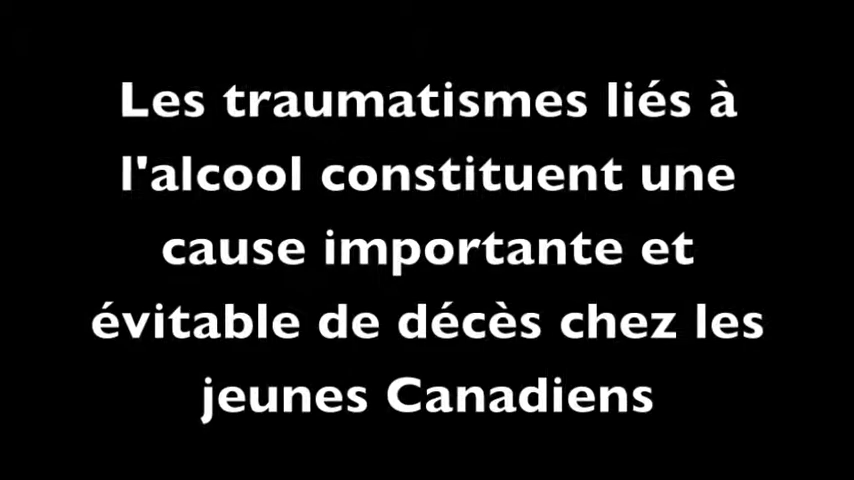 Les traumatismes liés à
l'alcool constituent une
cause importante et
évitable de décès chez les
jeunes Canadiens